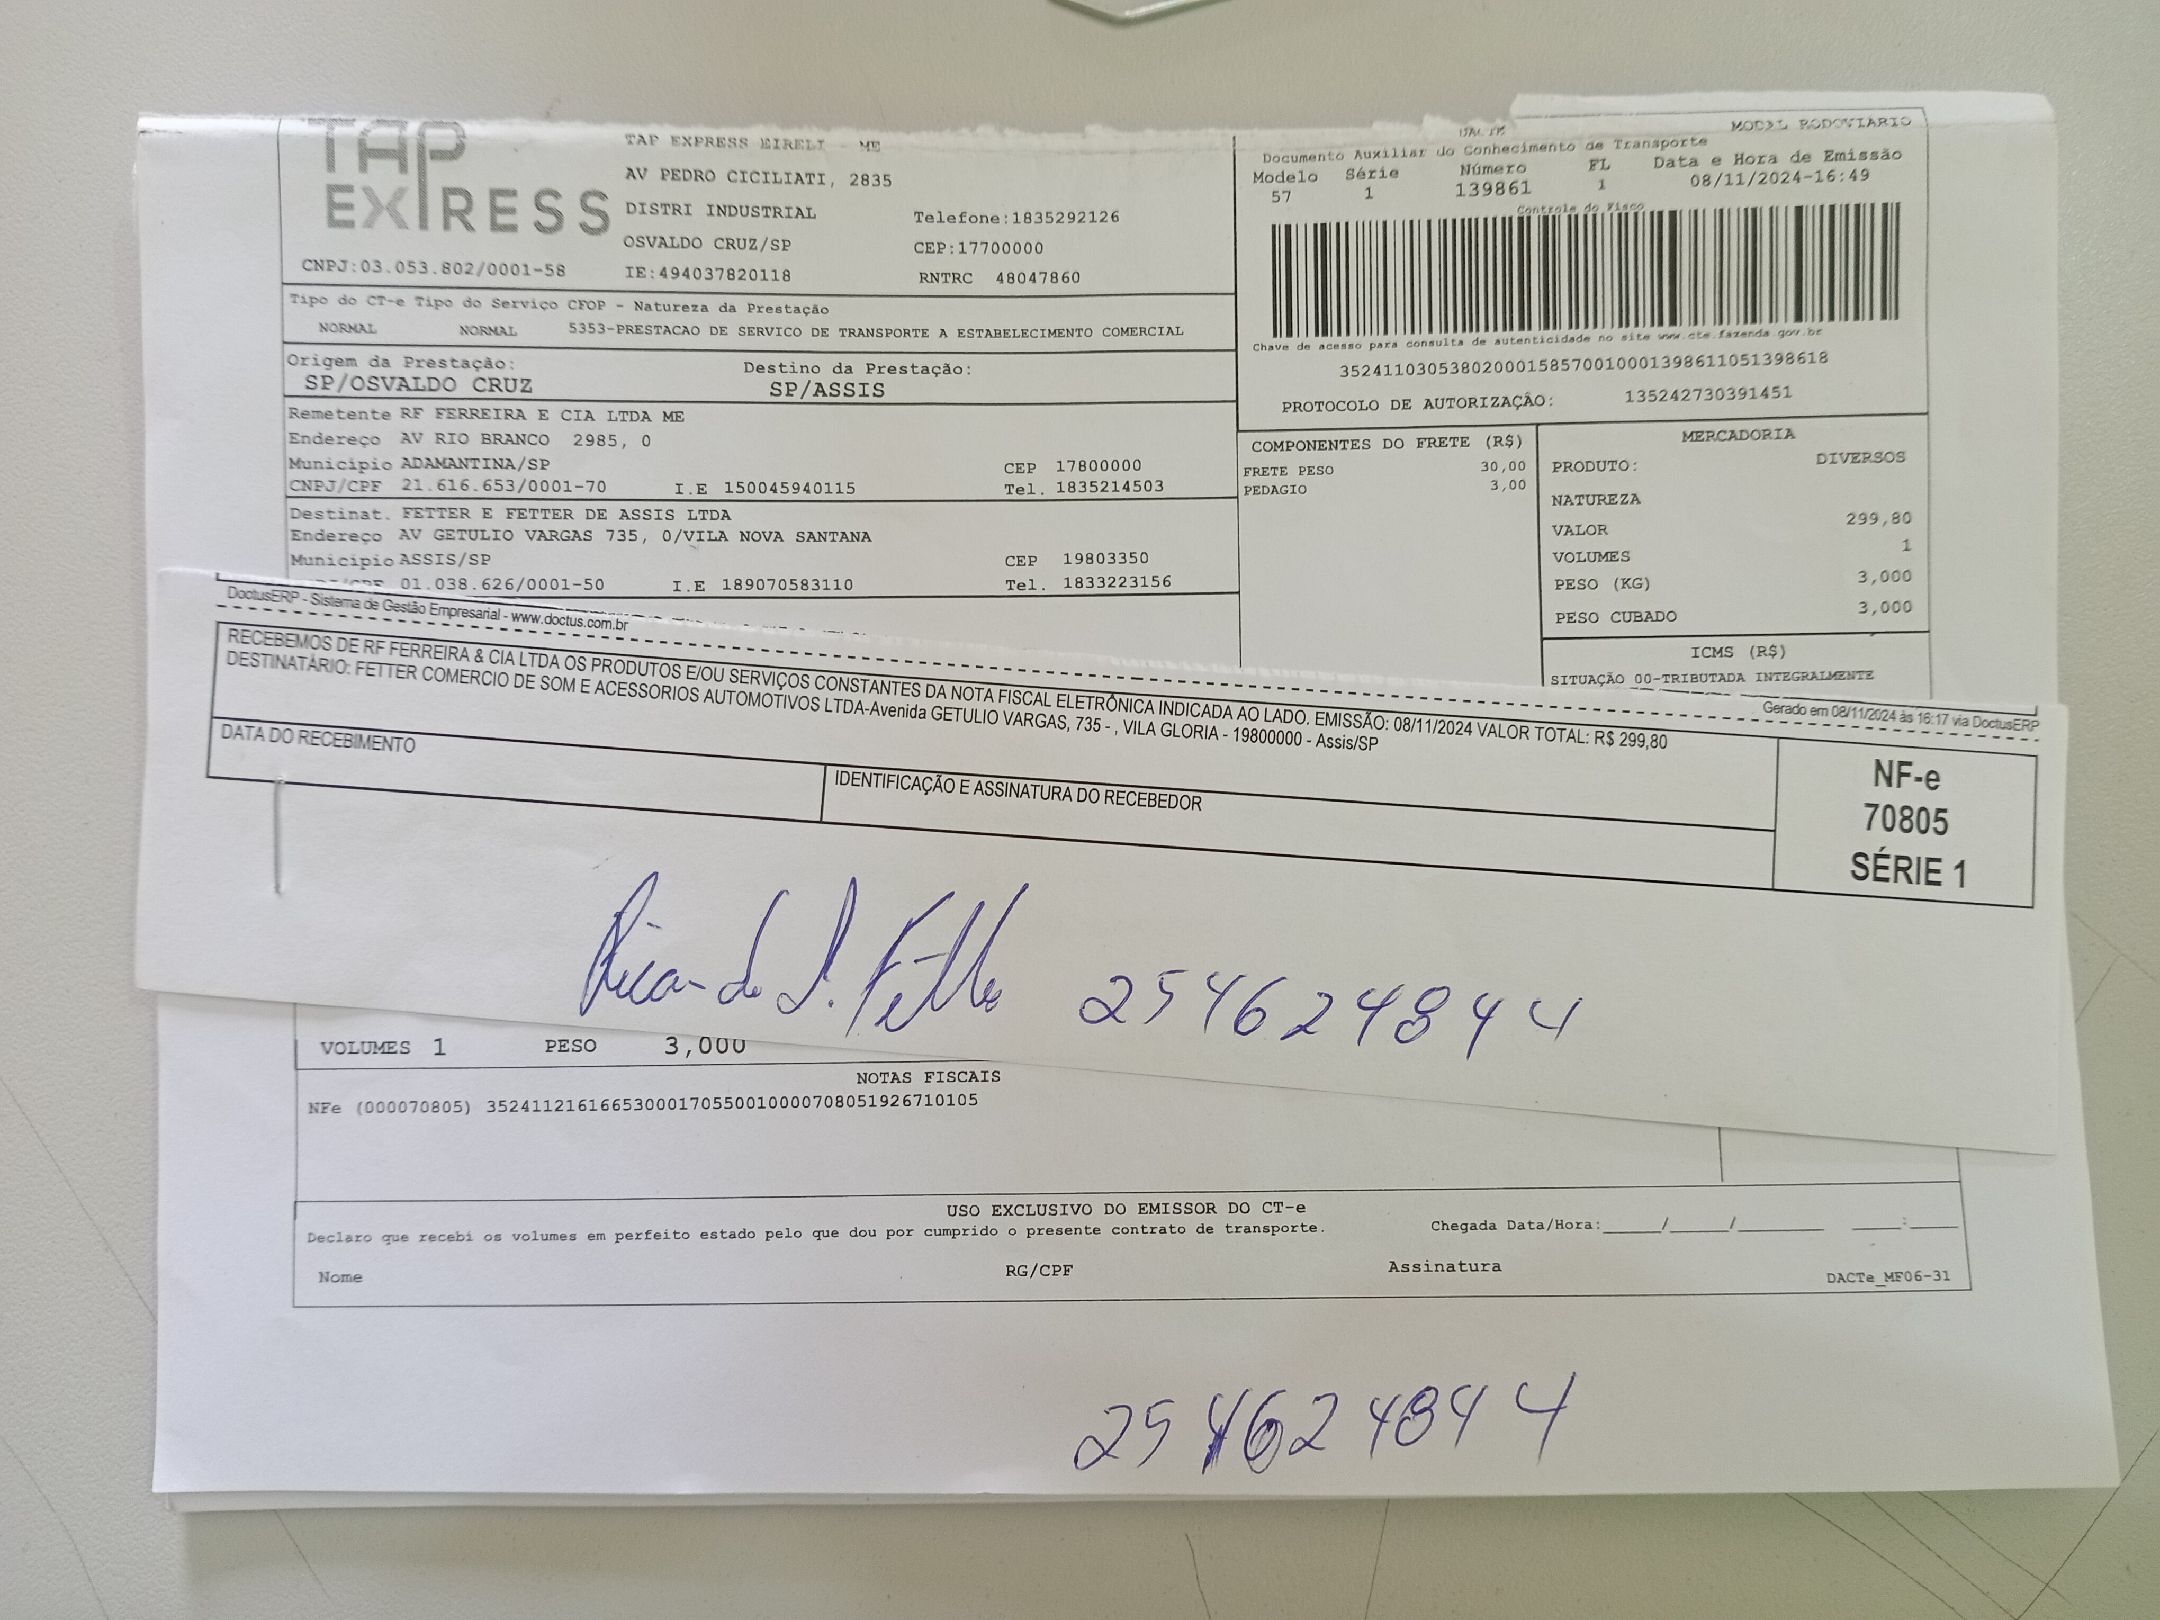 TAP EXPRESS
TAP EXPRESS EIRELI - ME
AV PEDRO CICILIATI, 2835
DISTRI INDUSTRIAL Telefone:1835292126
OSVALDO CRUZ/SP CEP:17700000
CNPJ:03.053.802/0001-58 IE:494037820118 RNTRC 48047860
DACTE MODAL RODOVIARIO
Documento Auxiliar do Conhecimento de Transporte
Modelo Série Número FL Data e Hora de Emissão
57 1 139861 1 08/11/2024-16:49
Controle do Fisco
Chave de acesso para consulta de autenticidade no site www.cte.fazenda.gov.br
35241103053802000158570010001398611051398618
PROTOCOLO DE AUTORIZAÇÃO: 135242730391451
Tipo do CT-e Tipo do Serviço CFOP - Natureza da Prestação
NORMAL NORMAL 5353-PRESTACAO DE SERVICO DE TRANSPORTE A ESTABELECIMENTO COMERCIAL
Origem da Prestação: Destino da Prestação:
SP/OSVALDO CRUZ SP/ASSIS
Remetente RF FERREIRA E CIA LTDA ME
Endereço AV RIO BRANCO 2985, 0
Município ADAMANTINA/SP CEP 17800000
CNPJ/CPF 21.616.653/0001-70 I.E 150045940115 Tel. 1835214503
Destinat. FETTER E FETTER DE ASSIS LTDA
Endereço AV GETULIO VARGAS 735, 0/VILA NOVA SANTANA
Município ASSIS/SP CEP 19803350
01.038.626/0001-50 I.E 189070583110 Tel. 1833223156
COMPONENTES DO FRETE (R$)
FRETE PESO 30,00
PEDAGIO 3,00
MERCADORIA
PRODUTO: DIVERSOS
NATUREZA
VALOR 299,80
VOLUMES 1
PESO (KG) 3,000
PESO CUBADO 3,000
ICMS (R$)
SITUAÇÃO 00-TRIBUTADA INTEGRALMENTE
DoctusERP - Sistema de Gestão Empresarial - www.doctus.com.br Gerado em 08/11/2024 às 16:17 via DoctusERP
RECEBEMOS DE RF FERREIRA & CIA LTDA OS PRODUTOS E/OU SERVIÇOS CONSTANTES DA NOTA FISCAL ELETRÔNICA INDICADA AO LADO. EMISSÃO: 08/11/2024 VALOR TOTAL: R$ 299,80
DESTINATÁRIO: FETTER COMERCIO DE SOM E ACESSORIOS AUTOMOTIVOS LTDA-Avenida GETULIO VARGAS, 735 - , VILA GLORIA - 19800000 - Assis/SP
DATA DO RECEBIMENTO IDENTIFICAÇÃO E ASSINATURA DO RECEBEDOR
NF-e
70805
SÉRIE 1
Ricardo 254624844
VOLUMES 1 PESO 3,000
NOTAS FISCAIS
NFe (000070805) 35241121616653000170550010000708051926710105
USO EXCLUSIVO DO EMISSOR DO CT-e
Declaro que recebi os volumes em perfeito estado pelo que dou por cumprido o presente contrato de transporte. Chegada Data/Hora:_____/_____/_______ ____:____
Nome RG/CPF Assinatura DACTe_MF06-31
254624844